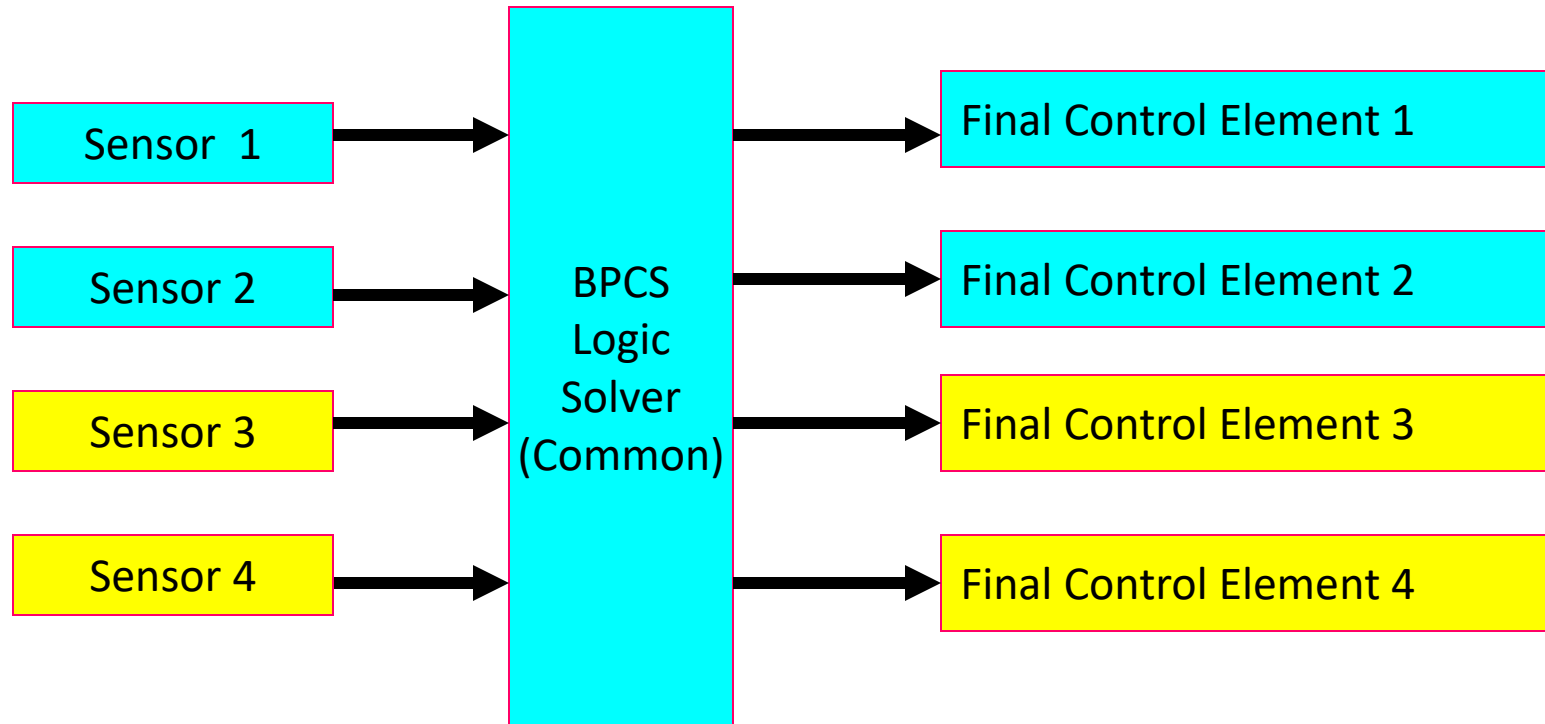 Sensor  1
Sensor 2
Sensor 3
Sensor 4
BPCS
Logic
Solver
(Common)
Final Control Element 1
Final Control Element 2
Final Control Element 3
Final Control Element 4